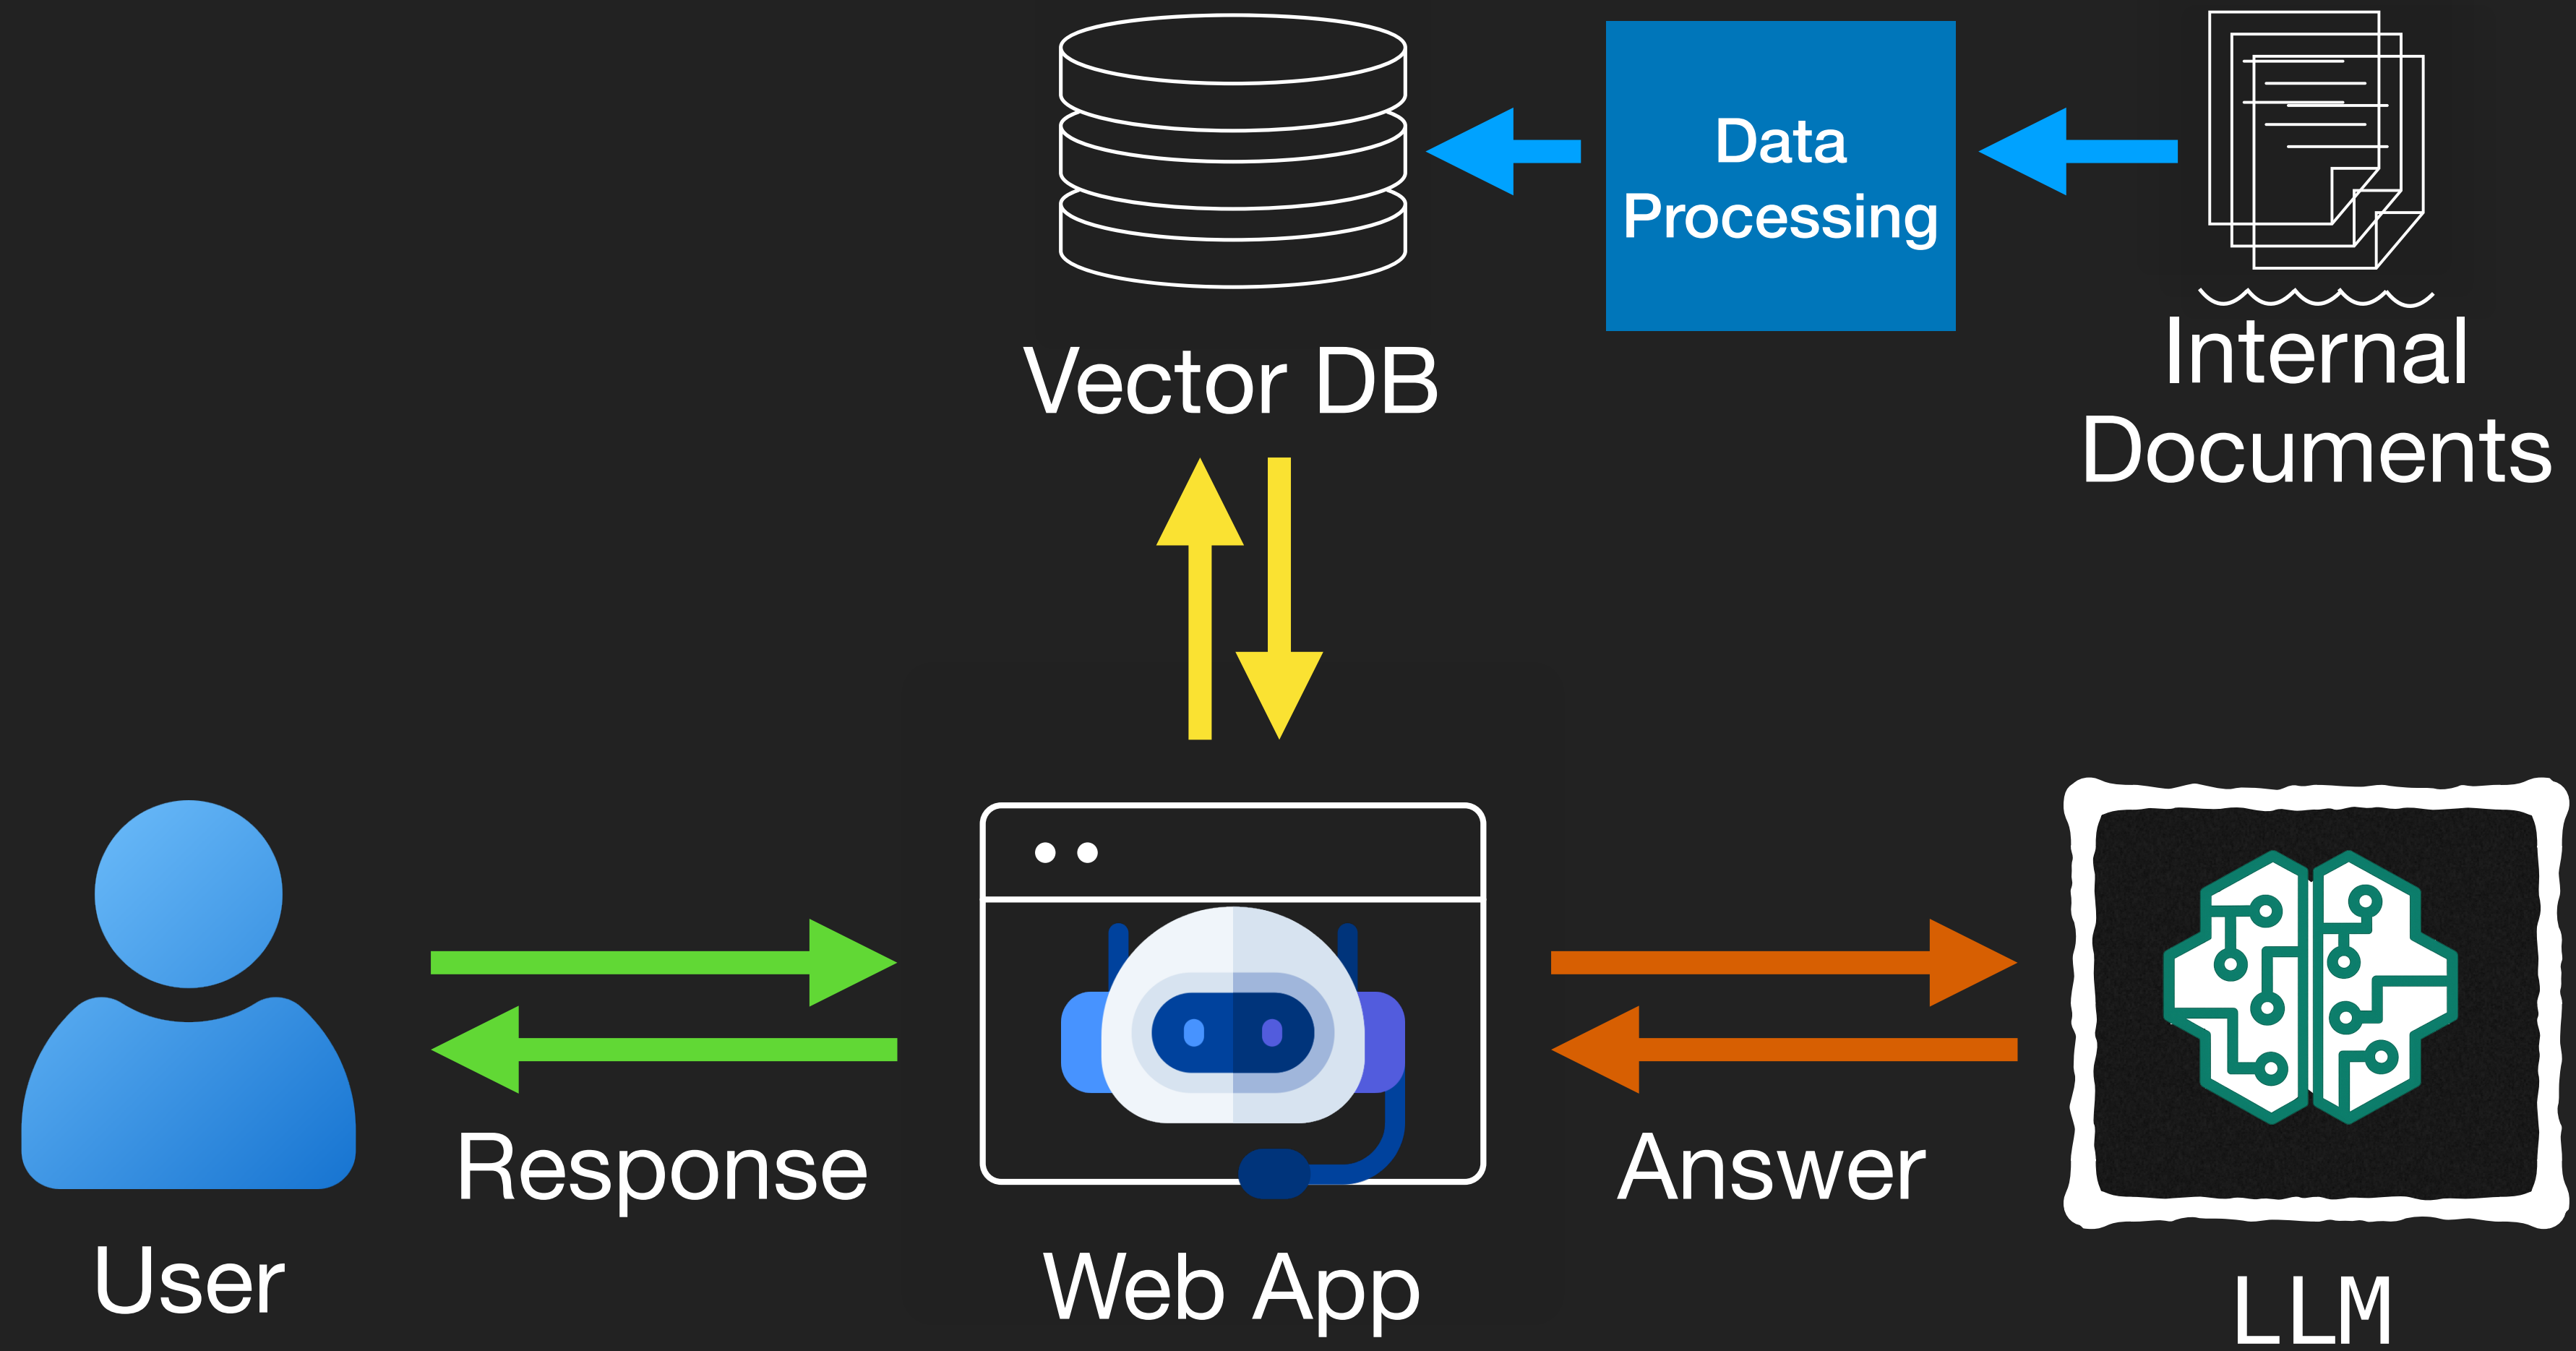 Data
Processing
Vector DB
Internal
Documents
Response
Answer
User
Web App
LLM